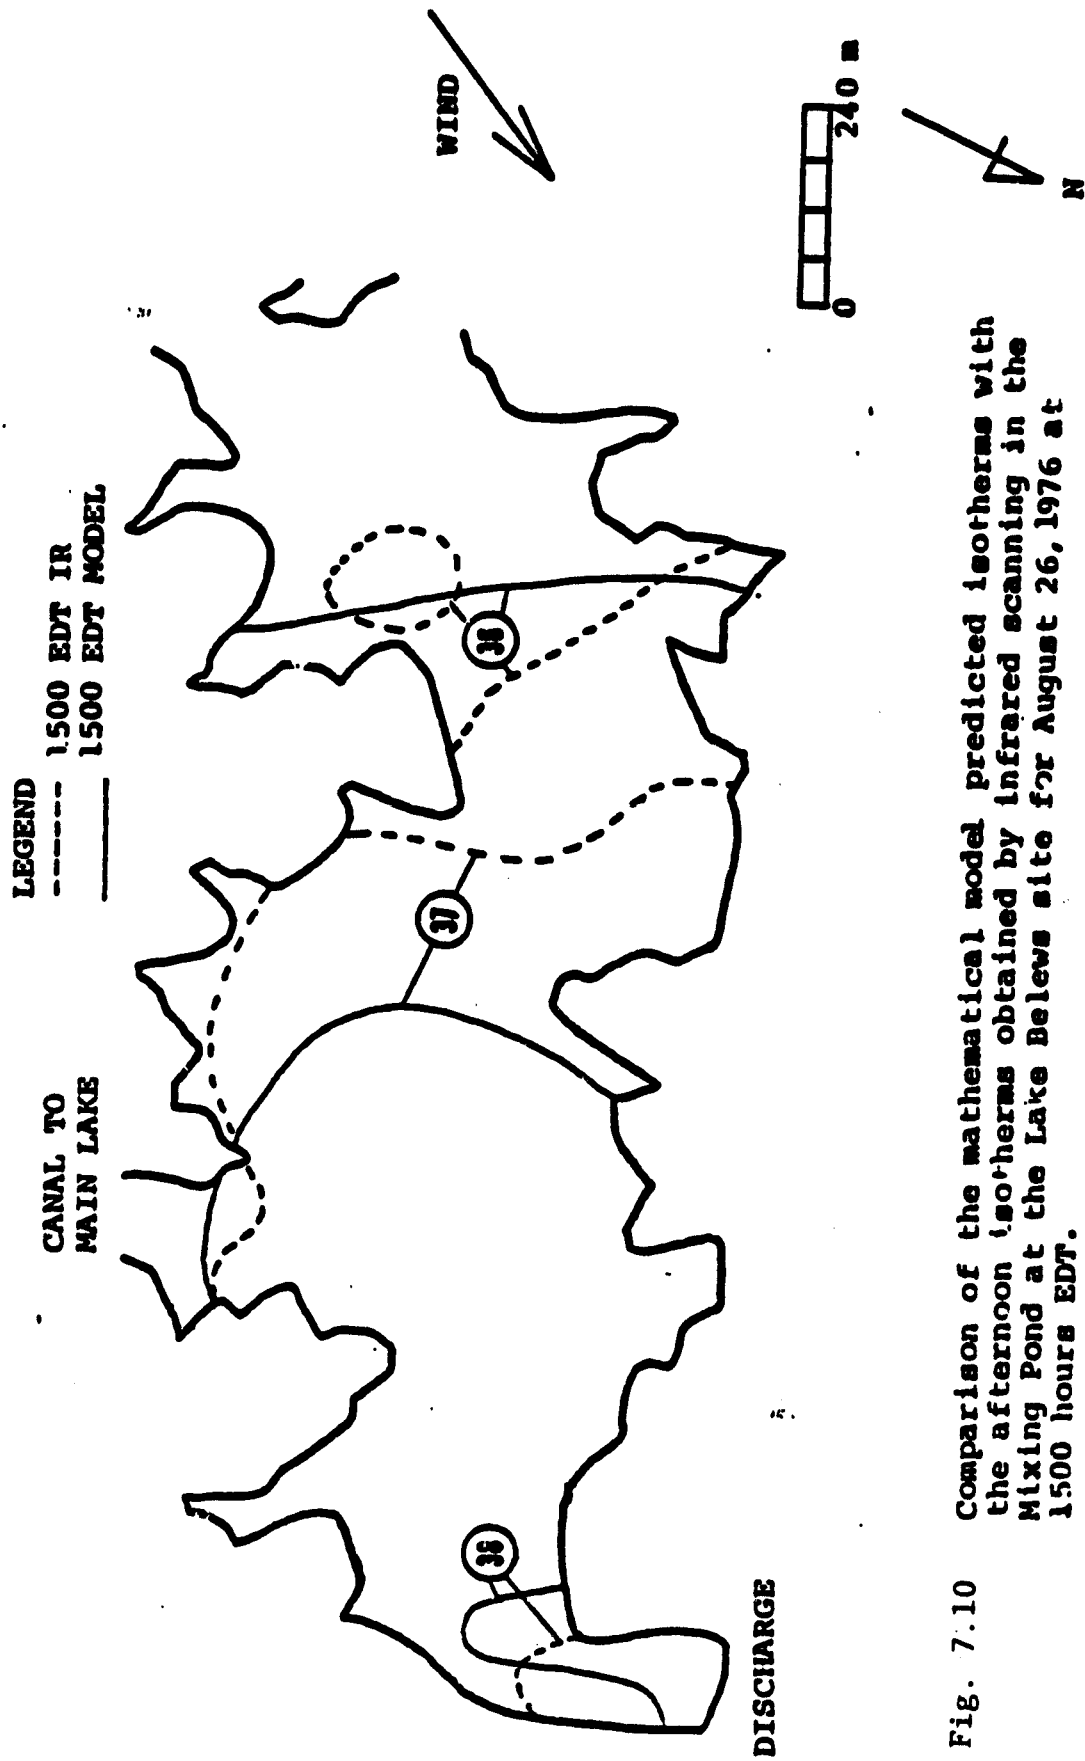 LEGEND
1500 EDT IR
1500 EDT MODEL
CANAL TO
MAIN LAKE
WIND
38
37
36
DISCHARGE
0 240 m
N
Fig. 7.10 Comparison of the mathematical model predicted isotherms with
the afternoon isotherms obtained by infrared scanning in the
Mixing Pond at the Lake Belews site for August 26,1976 at
1500 hours EDT.